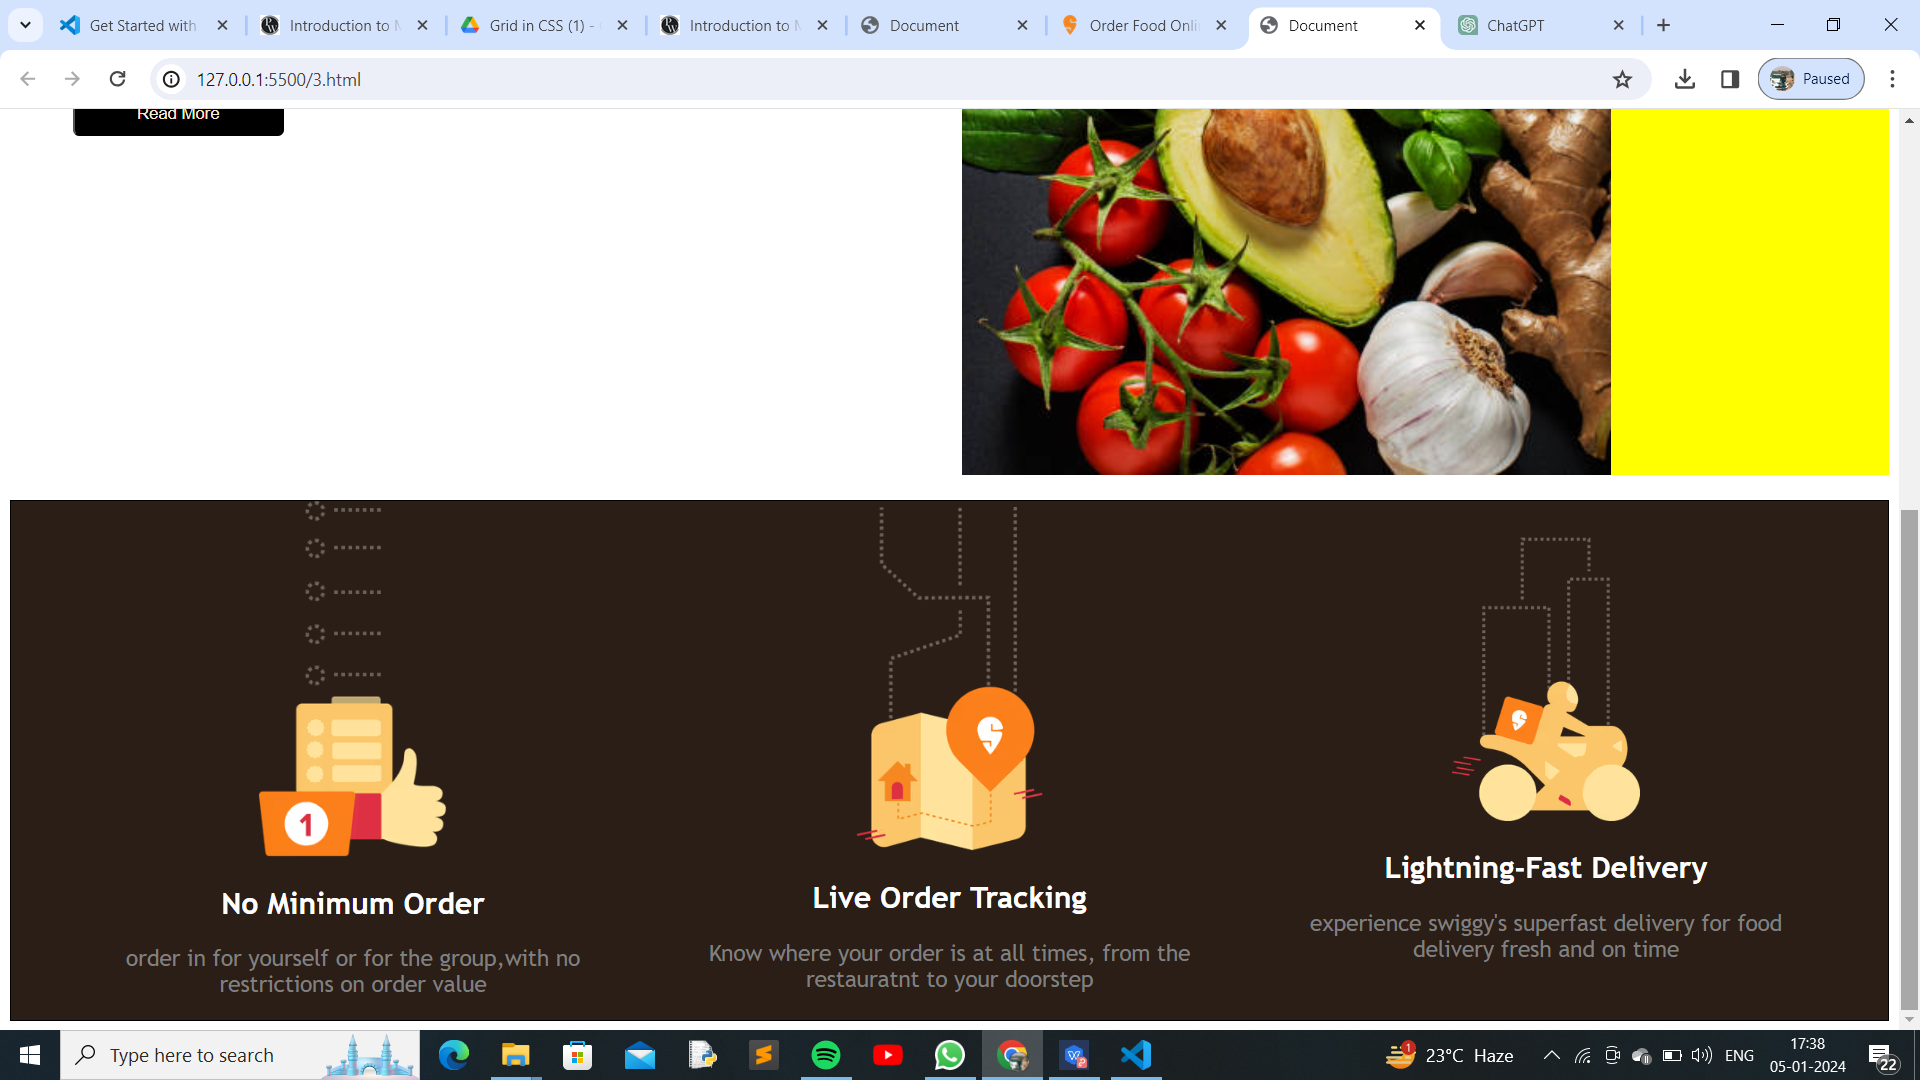 Get Started with
Introduction to M
Grid in CSS (1) -
Introduction to M
Document
Order Food Onli
Document
ChatGPT
127.0.0.1:5500/3.html
Paused
Read More
1
No Minimum Order
order in for yourself or for the group,with no
restrictions on order value
Live Order Tracking
Know where your order is at all times, from the
restauratnt to your doorstep
Lightning-Fast Delivery
experience swiggy's superfast delivery for food
delivery fresh and on time
Type here to search
1
23°C Haze
ENG
17:38
05-01-2024
22